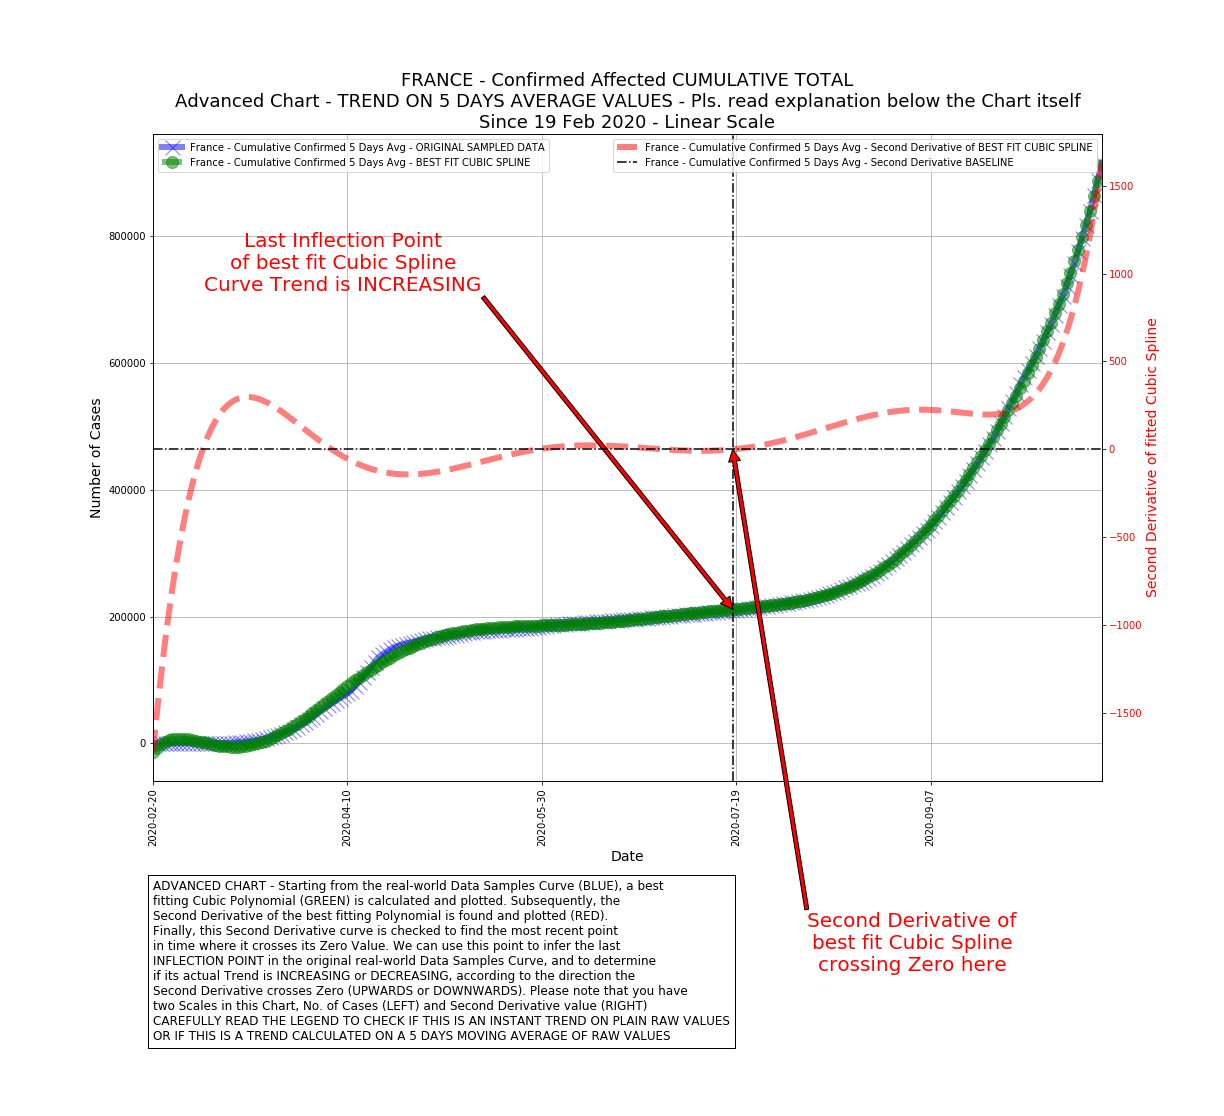 FRANCE - Confirmed Affected CUMULATIVE TOTAL
Advanced Chart - TREND ON 5 DAYS AVERAGE VALUES - Pls. read explanation below the Chart itself
Since 19 Feb 2020 - Linear Scale
France - Cumulative Confirmed 5 Days Avg - ORIGINAL SAMPLED DATA
France - Cumulative Confirmed 5 Days Avg - BEST FIT CUBIC SPLINE
France - Cumulative Confirmed 5 Days Avg - Second Derivative of BEST FIT CUBIC SPLINE
France - Cumulative Confirmed 5 Days Avg - Second Derivative BASELINE
Last Inflection Point
of best fit Cubic Spline
Curve Trend is INCREASING
Number of Cases
800000
600000
400000
200000
0
1500
1000
500
0
−500
−1000
−1500
Second Derivative of fitted Cubic Spline
2020-02-20
2020-04-10
2020-05-30
2020-07-19
2020-09-07
Date
ADVANCED CHART - Starting from the real-world Data Samples Curve (BLUE), a best
fitting Cubic Polynomial (GREEN) is calculated and plotted. Subsequently, the
Second Derivative of the best fitting Polynomial is found and plotted (RED).
Finally, this Second Derivative curve is checked to find the most recent point
in time where it crosses its Zero Value. We can use this point to infer the last
INFLECTION POINT in the original real-world Data Samples Curve, and to determine
if its actual Trend is INCREASING or DECREASING, according to the direction the
Second Derivative crosses Zero (UPWARDS or DOWNWARDS). Please note that you have
two Scales in this Chart, No. of Cases (LEFT) and Second Derivative value (RIGHT)
CAREFULLY READ THE LEGEND TO CHECK IF THIS IS AN INSTANT TREND ON PLAIN RAW VALUES
OR IF THIS IS A TREND CALCULATED ON A 5 DAYS MOVING AVERAGE OF RAW VALUES
Second Derivative of
best fit Cubic Spline
crossing Zero here